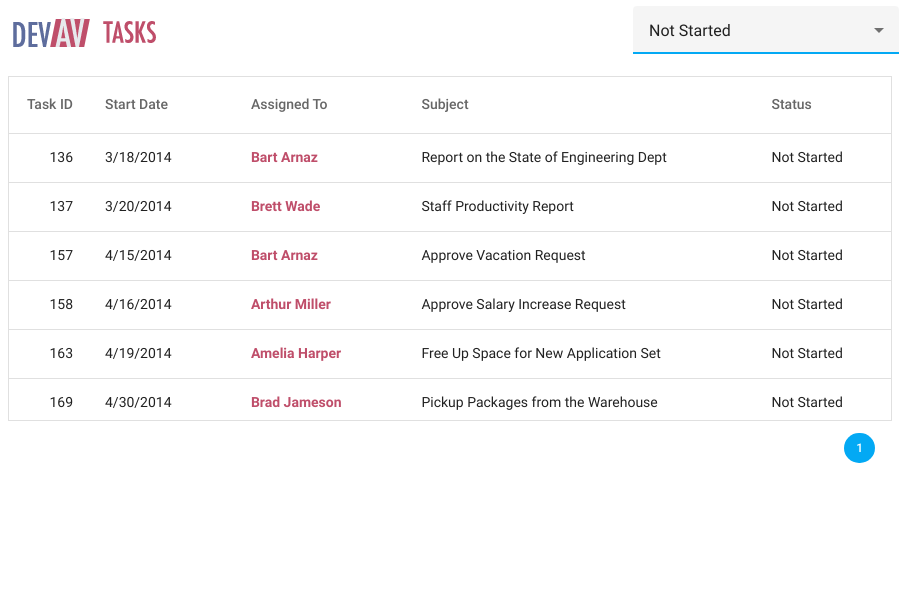 DEVAV TASKS Not Started
Task ID Start Date Assigned To Subject Status
136 3/18/2014 Bart Arnaz Report on the State of Engineering Dept Not Started
137 3/20/2014 Brett Wade Staff Productivity Report Not Started
157 4/15/2014 Bart Arnaz Approve Vacation Request Not Started
158 4/16/2014 Arthur Miller Approve Salary Increase Request Not Started
163 4/19/2014 Amelia Harper Free Up Space for New Application Set Not Started
169 4/30/2014 Brad Jameson Pickup Packages from the Warehouse Not Started
1